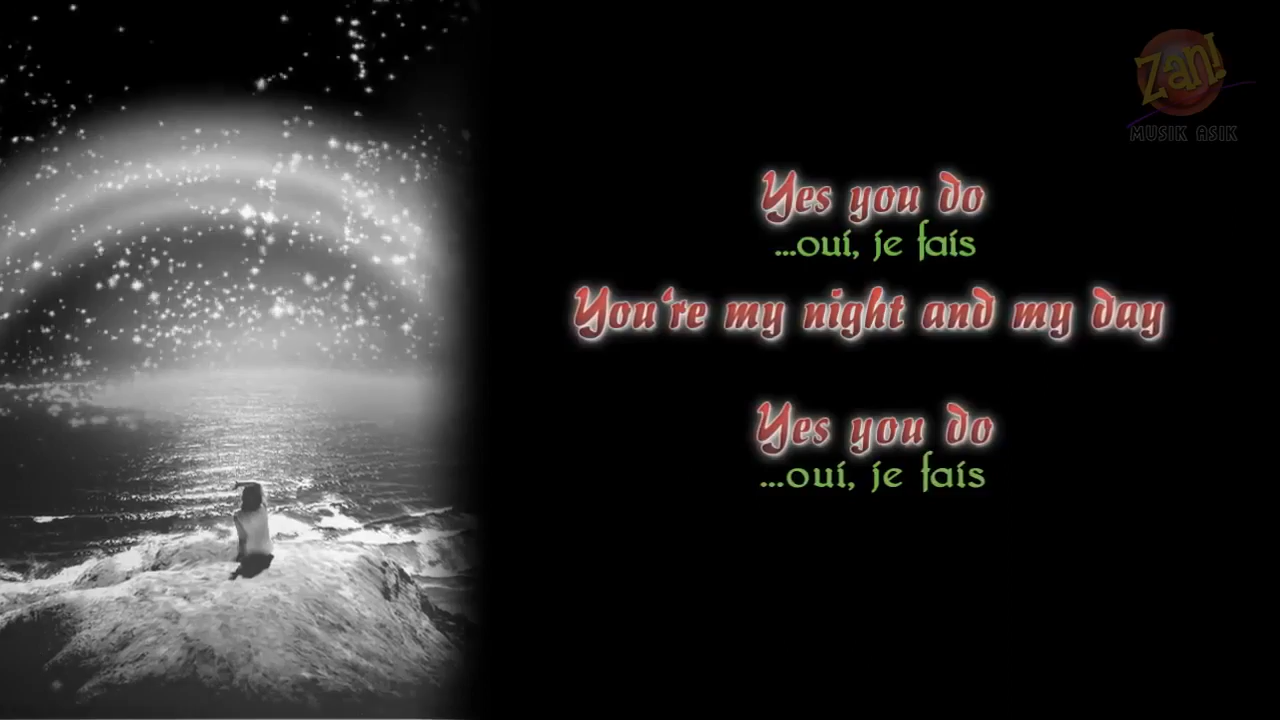 Zan!
MUSIK ASIK
Yes you do
...oui, je fais
You're my night and my day
Yes you do
...oui, je fais